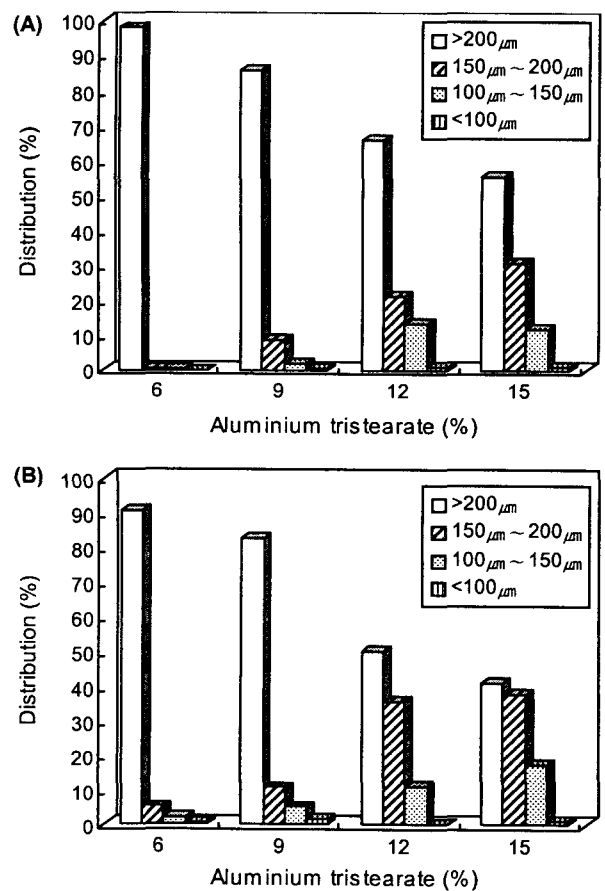 (A)
100
90
80
70
60
50
40
30
20
10
0
Distribution (%)
>200㎛
150㎛ ~ 200㎛
100㎛ ~ 150㎛
<100㎛
6 9 12 15
Aluminium tristearate (%)
(B)
100
90
80
70
60
50
40
30
20
10
0
Distribution (%)
>200㎛
150㎛ ~ 200㎛
100㎛ ~ 150㎛
<100㎛
6 9 12 15
Aluminium tristearate (%)